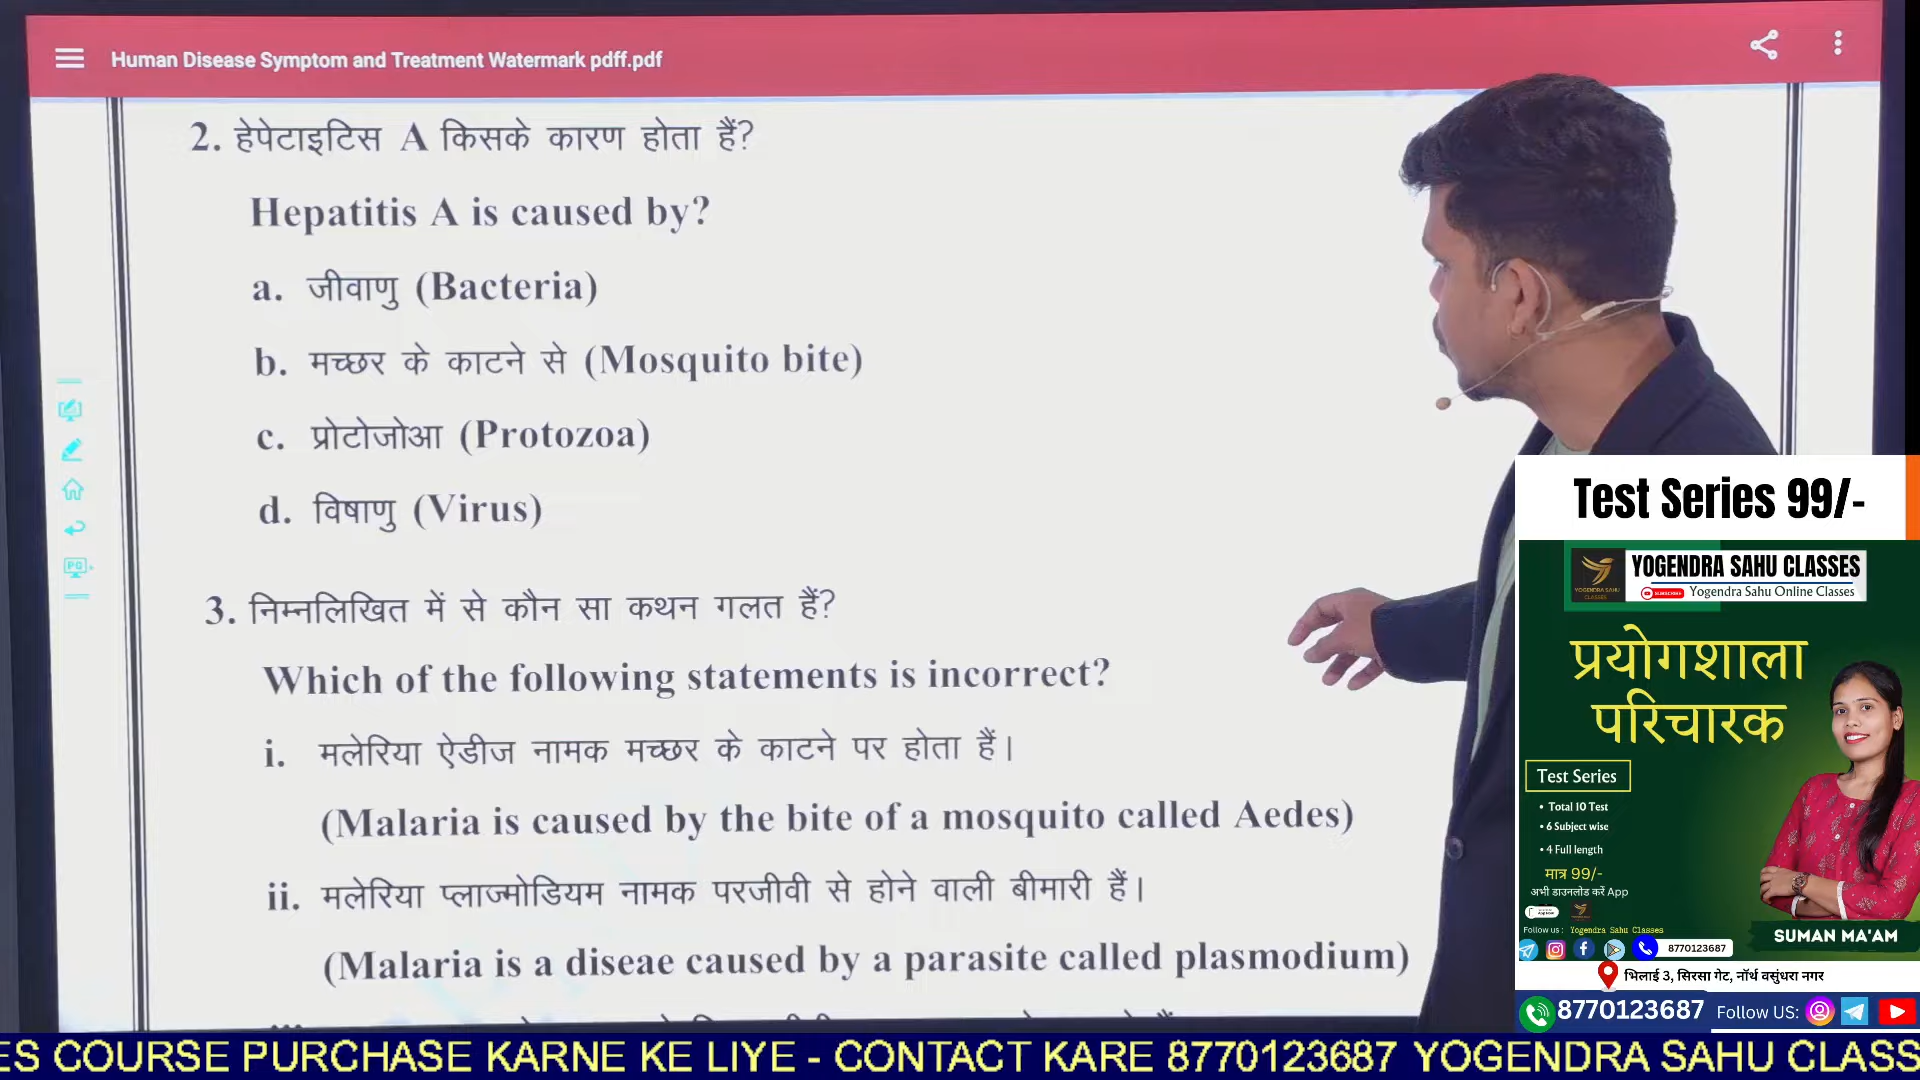 Human Disease Symptom and Treatment Watermark pdff.pdf
2. हेपेटाइटिस A किसके कारण होता हैं?
Hepatitis A is caused by?
a. जीवाणु (Bacteria)
b. मच्छर के काटने से (Mosquito bite)
c. प्रोटोजोआ (Protozoa)
d. विषाणु (Virus)
3. निम्नलिखित में से कौन सा कथन गलत हैं?
Which of the following statements is incorrect?
i. मलेरिया ऐडीज नामक मच्छर के काटने पर होता हैं।
(Malaria is caused by the bite of a mosquito called Aedes)
ii. मलेरिया प्लाज्मोडियम नामक परजीवी से होने वाली बीमारी हैं।
(Malaria is a diseae caused by a parasite called plasmodium)
PG
Test Series 99/-
YOGENDRA SAHU CLASSES
SUBSCRIBE Yogendra Sahu Online Classes
YOGENDRA SAHU
CLASSES
प्रयोगशाला
परिचारक
Test Series
• Total 10 Test
• 6 Subject wise
• 4 Full length
मात्र 99/-
अभी डाउनलोड करें App
Follow us : Yogendra Sahu Classes
8770123687
SUMAN MA'AM
भिलाई 3, सिरसा गेट, नॉर्थ वसुंधरा नगर
8770123687 Follow US:
ES COURSE PURCHASE KARNE KE LIYE - CONTACT KARE 8770123687 YOGENDRA SAHU CLASS